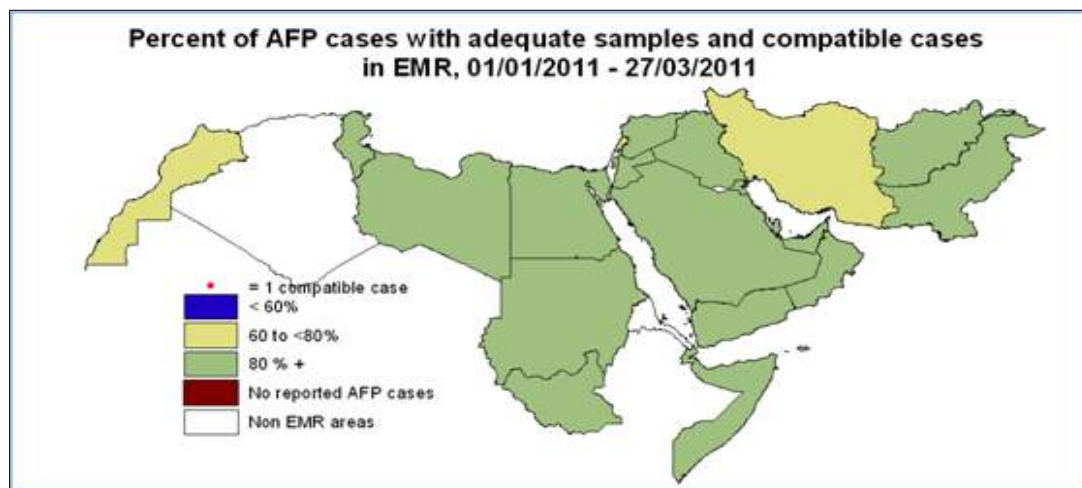 Percent of AFP cases with adequate samples and compatible cases
in EMR, 01/01/2011 - 27/03/2011
= 1 compatible case
< 60%
60 to <80%
80 % +
No reported AFP cases
Non EMR areas